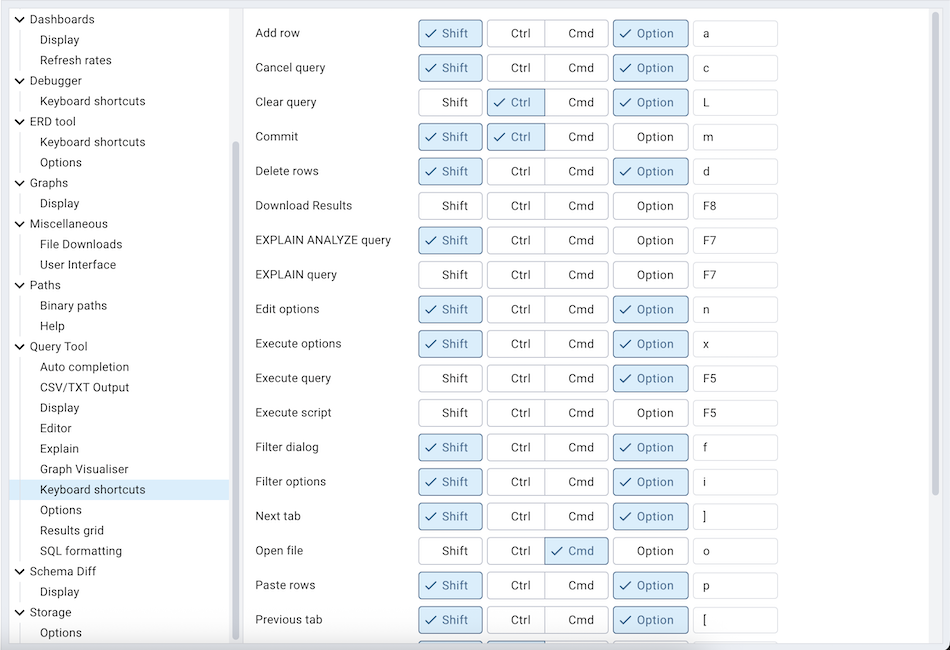 Dashboards
Display
Refresh rates
Debugger
Keyboard shortcuts
ERD tool
Keyboard shortcuts
Options
Graphs
Display
Miscellaneous
File Downloads
User Interface
Paths
Binary paths
Help
Query Tool
Auto completion
CSV/TXT Output
Display
Editor
Explain
Graph Visualiser
Keyboard shortcuts
Options
Results grid
SQL formatting
Schema Diff
Display
Storage
Options
Add row Shift Ctrl Cmd Option a
Cancel query Shift Ctrl Cmd Option c
Clear query Shift Ctrl Cmd Option L
Commit Shift Ctrl Cmd Option m
Delete rows Shift Ctrl Cmd Option d
Download Results Shift Ctrl Cmd Option F8
EXPLAIN ANALYZE query Shift Ctrl Cmd Option F7
EXPLAIN query Shift Ctrl Cmd Option F7
Edit options Shift Ctrl Cmd Option n
Execute options Shift Ctrl Cmd Option x
Execute query Shift Ctrl Cmd Option F5
Execute script Shift Ctrl Cmd Option F5
Filter dialog Shift Ctrl Cmd Option f
Filter options Shift Ctrl Cmd Option i
Next tab Shift Ctrl Cmd Option ]
Open file Shift Ctrl Cmd Option o
Paste rows Shift Ctrl Cmd Option p
Previous tab Shift Ctrl Cmd Option [